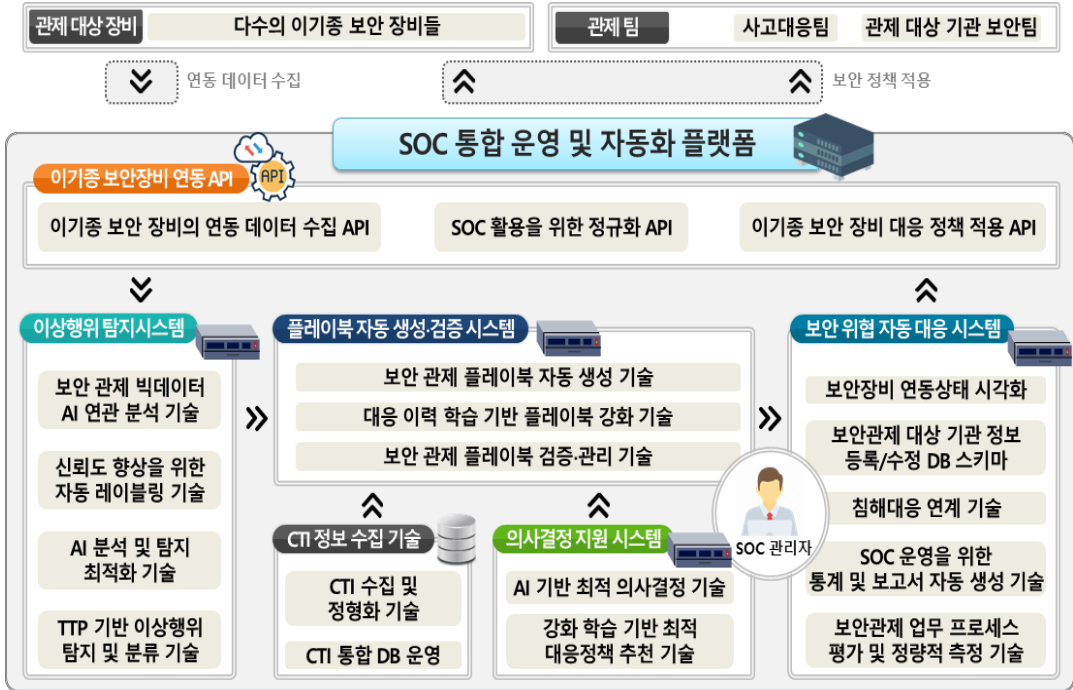 관제 대상 장비
다수의 이기종 보안 장비들
관제 팀
사고대응팀
관제 대상 기관 보안팀
연동 데이터 수집
보안 정책 적용
SOC 통합 운영 및 자동화 플랫폼
이기종 보안장비 연동 API
API
이기종 보안 장비의 연동 데이터 수집 API
SOC 활용을 위한 정규화 API
이기종 보안 장비 대응 정책 적용 API
이상행위 탐지시스템
보안 관제 빅데이터
AI 연관 분석 기술
신뢰도 향상을 위한
자동 레이블링 기술
AI 분석 및 탐지
최적화 기술
TTP 기반 이상행위
탐지 및 분류 기술
플레이북 자동 생성·검증 시스템
보안 관제 플레이북 자동 생성 기술
대응 이력 학습 기반 플레이북 강화 기술
보안 관제 플레이북 검증·관리 기술
CTI 정보 수집 기술
CTI 수집 및
정형화 기술
CTI 통합 DB 운영
의사결정 지원 시스템
AI 기반 최적 의사결정 기술
강화 학습 기반 최적
대응정책 추천 기술
SOC 관리자
보안 위협 자동 대응 시스템
보안장비 연동상태 시각화
보안관제 대상 기관 정보
등록/수정 DB 스키마
침해대응 연계 기술
SOC 운영을 위한
통계 및 보고서 자동 생성 기술
보안관제 업무 프로세스
평가 및 정량적 측정 기술